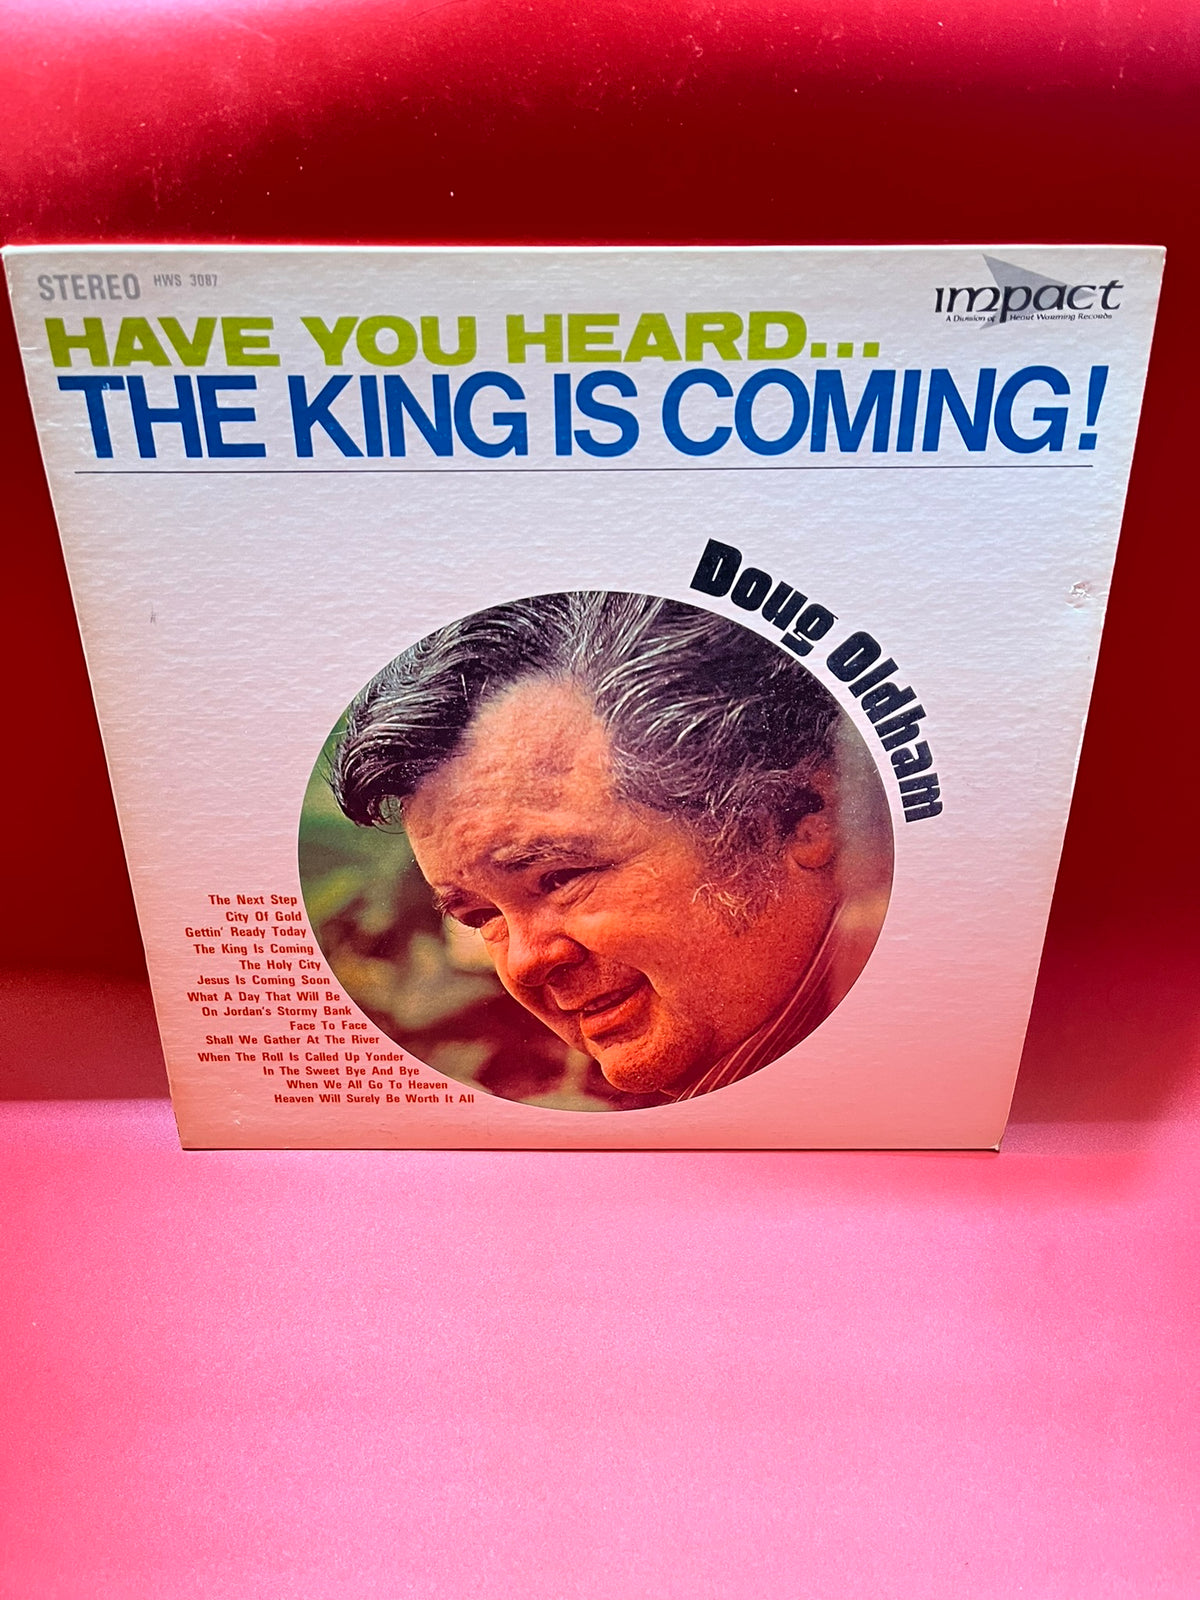 STEREO HWS 3087
impact
A Division of Heart Warming Records
HAVE YOU HEARD...
THE KING IS COMING!
Doug Oldham
The Next Step
City Of Gold
Gettin' Ready Today
The King Is Coming
The Holy City
Jesus Is Coming Soon
What A Day That Will Be
On Jordan's Stormy Bank
Face To Face
Shall We Gather At The River
When The Roll Is Called Up Yonder
In The Sweet Bye And Bye
When We All Go To Heaven
Heaven Will Surely Be Worth It All